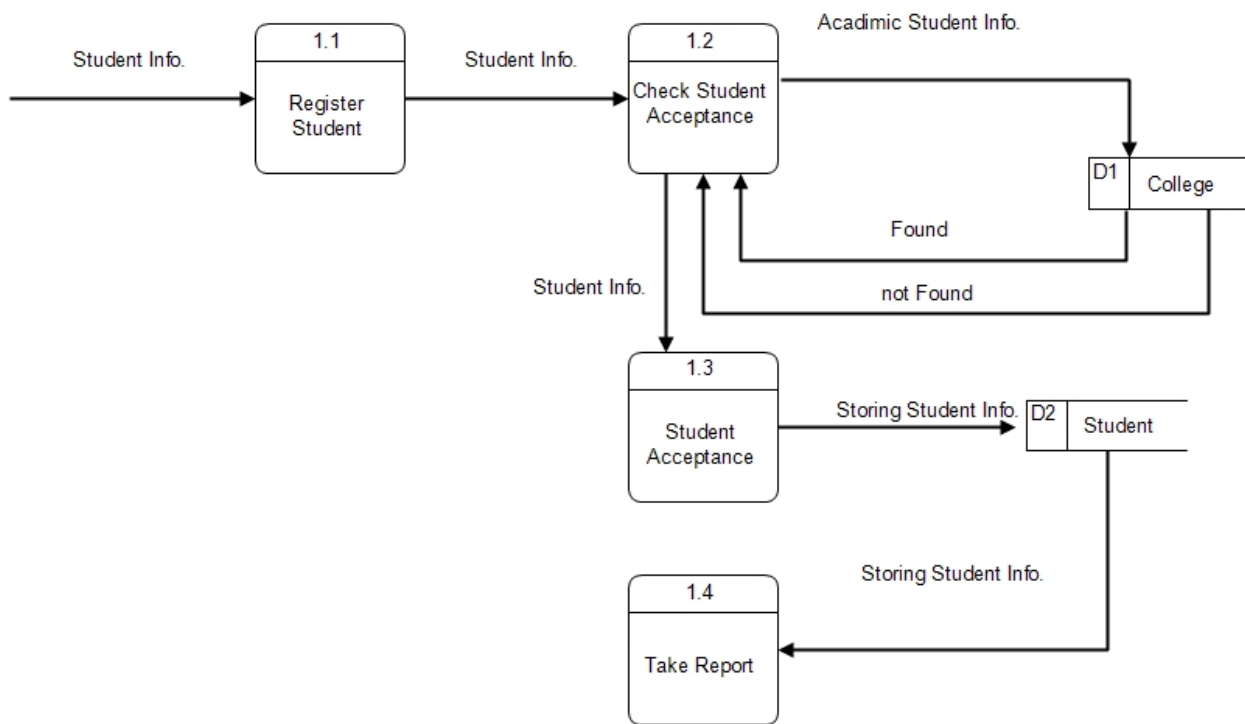 1.1
1.2
Acadimic Student Info.
Student Info.
Student Info.
Register
Student
Check Student
Acceptance
D1
College
Found
not Found
Student Info.
1.3
Student
Acceptance
Storing Student Info.
D2
Student
Storing Student Info.
1.4
Take Report